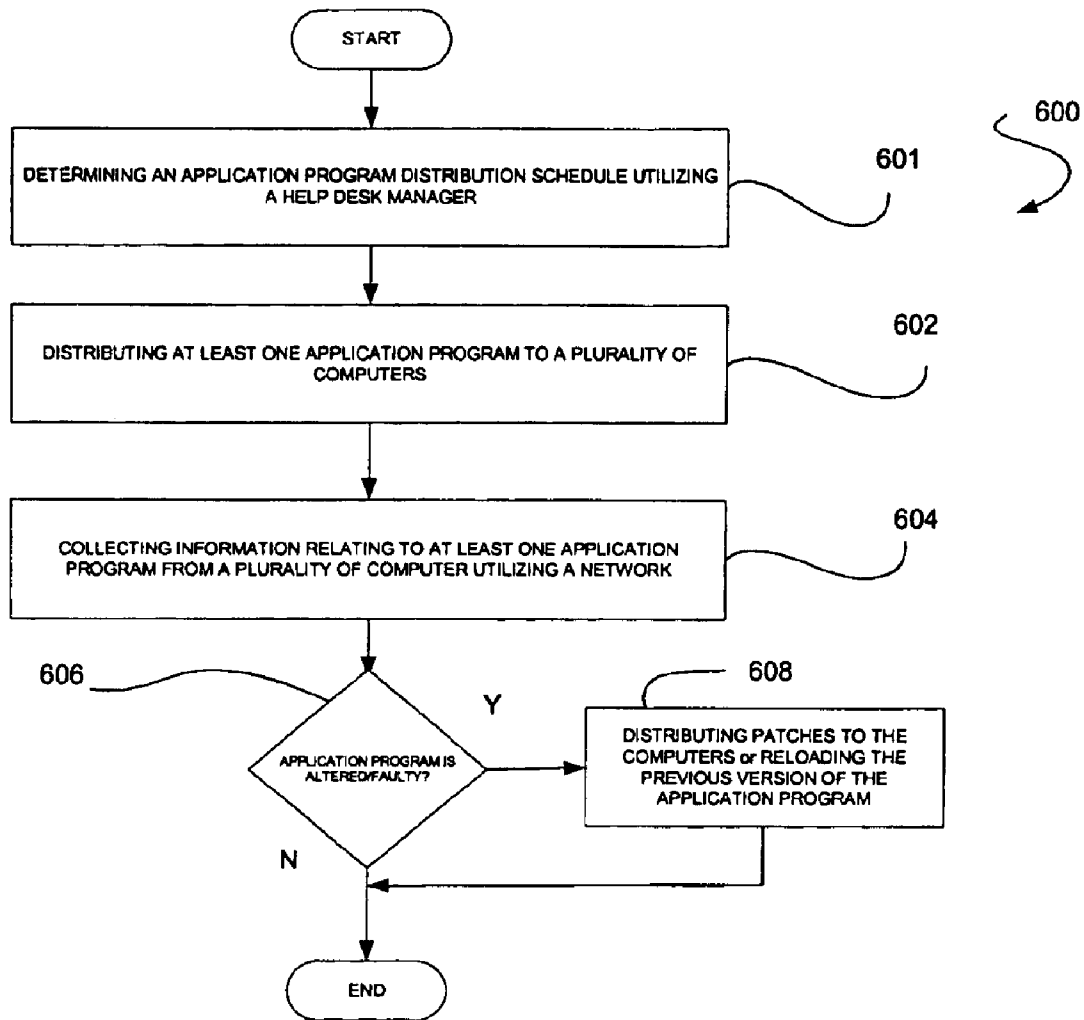 START
600
601
DETERMINING AN APPLICATION PROGRAM DISTRIBUTION SCHEDULE UTILIZING
A HELP DESK MANAGER
602
DISTRIBUTING AT LEAST ONE APPLICATION PROGRAM TO A PLURALITY OF
COMPUTERS
604
COLLECTING INFORMATION RELATING TO AT LEAST ONE APPLICATION
PROGRAM FROM A PLURALITY OF COMPUTER UTILIZING A NETWORK
606
608
Y
APPLICATION PROGRAM IS
ALTERED/FAULTY?
DISTRIBUTING PATCHES TO THE
COMPUTERS or RELOADING THE
PREVIOUS VERSION OF THE
APPLICATION PROGRAM
N
END